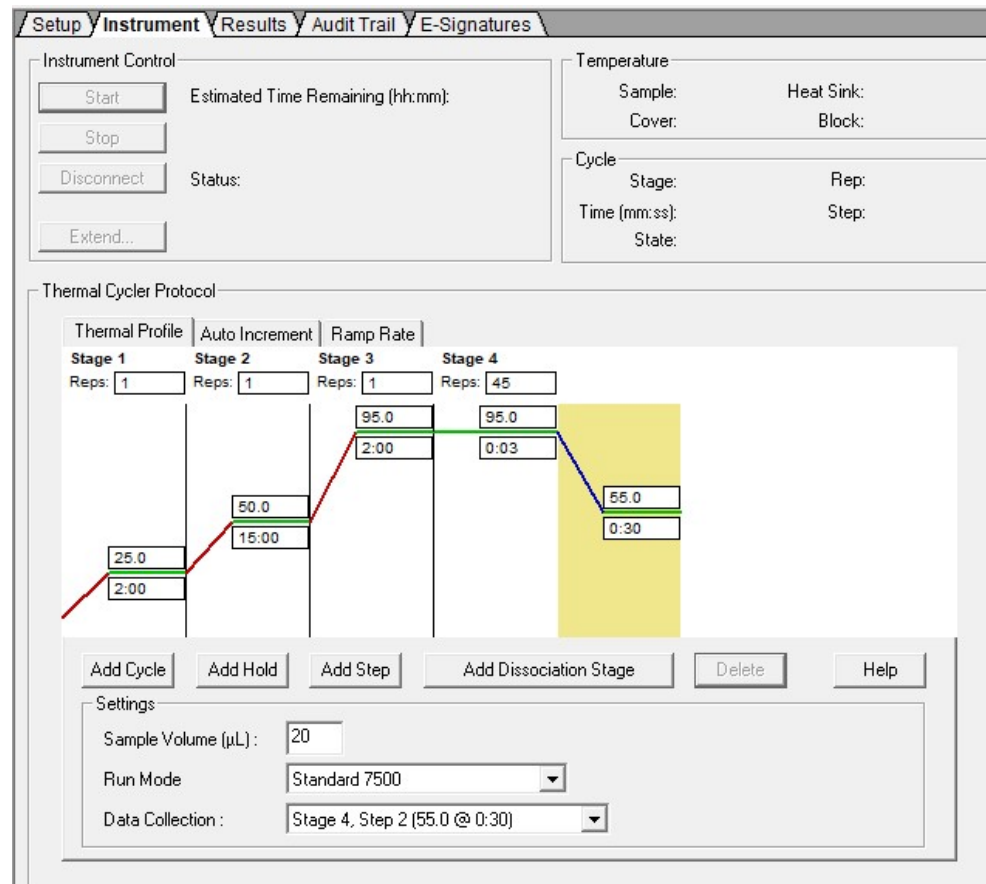 Setup Instrument Results Audit Trail E-Signatures
Instrument Control
Start
Estimated Time Remaining (hh:mm):
Stop
Disconnect
Status:
Extend...
Temperature
Sample: Heat Sink:
Cover: Block:
Cycle
Stage: Rep:
Time (mm:ss): Step:
State:
Thermal Cycler Protocol
Thermal Profile Auto Increment Ramp Rate
Stage 1 Stage 2 Stage 3 Stage 4
Reps: 1 Reps: 1 Reps: 1 Reps: 45
95.0 95.0
2:00 0:03
50.0 55.0
15:00 0:30
25.0
2:00
Add Cycle Add Hold Add Step Add Dissociation Stage Delete Help
Settings
Sample Volume (µL) : 20
Run Mode Standard 7500
Data Collection : Stage 4, Step 2 (55.0 @ 0:30)